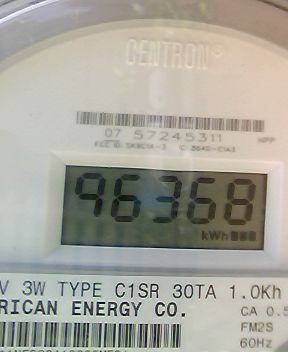 CENTRON®
07 57245311
96368
kWh
V 3W TYPE C1SR 30TA 1.0Kh
RICAN ENERGY CO. CA 0.5
FM2S
60Hz